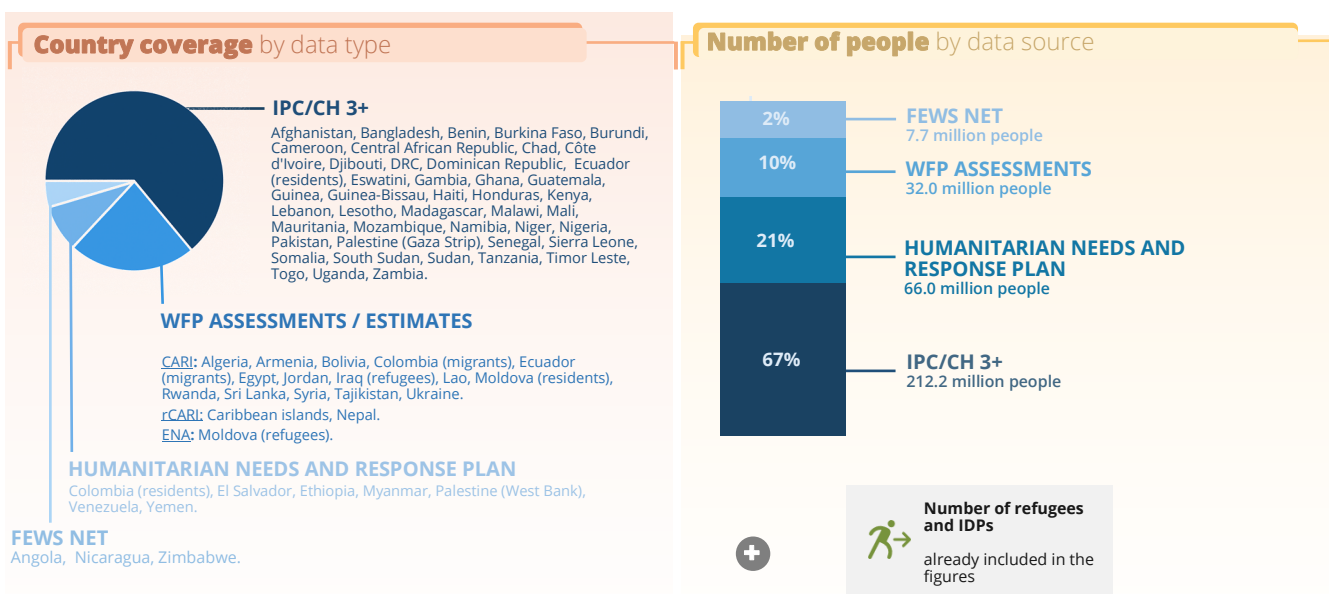 Country coverage by data type
IPC/CH 3+
Afghanistan, Bangladesh, Benin, Burkina Faso, Burundi,
Cameroon, Central African Republic, Chad, Côte
d'Ivoire, Djibouti, DRC, Dominican Republic, Ecuador
(residents), Eswatini, Gambia, Ghana, Guatemala,
Guinea, Guinea-Bissau, Haiti, Honduras, Kenya,
Lebanon, Lesotho, Madagascar, Malawi, Mali,
Mauritania, Mozambique, Namibia, Niger, Nigeria,
Pakistan, Palestine (Gaza Strip), Senegal, Sierra Leone,
Somalia, South Sudan, Sudan, Tanzania, Timor Leste,
Togo, Uganda, Zambia.
WFP ASSESSMENTS / ESTIMATES
CARI: Algeria, Armenia, Bolivia, Colombia (migrants), Ecuador
(migrants), Egypt, Jordan, Iraq (refugees), Lao, Moldova (residents),
Rwanda, Sri Lanka, Syria, Tajikistan, Ukraine.
rCARI: Caribbean islands, Nepal.
ENA: Moldova (refugees).
HUMANITARIAN NEEDS AND RESPONSE PLAN
Colombia (residents), El Salvador, Ethiopia, Myanmar, Palestine (West Bank),
Venezuela, Yemen.
FEWS NET
Angola, Nicaragua, Zimbabwe.
Number of people by data source
2%
FEWS NET
7.7 million people
10%
WFP ASSESSMENTS
32.0 million people
21%
HUMANITARIAN NEEDS AND
RESPONSE PLAN
66.0 million people
67%
IPC/CH 3+
212.2 million people
Number of refugees
and IDPs
already included in the
figures